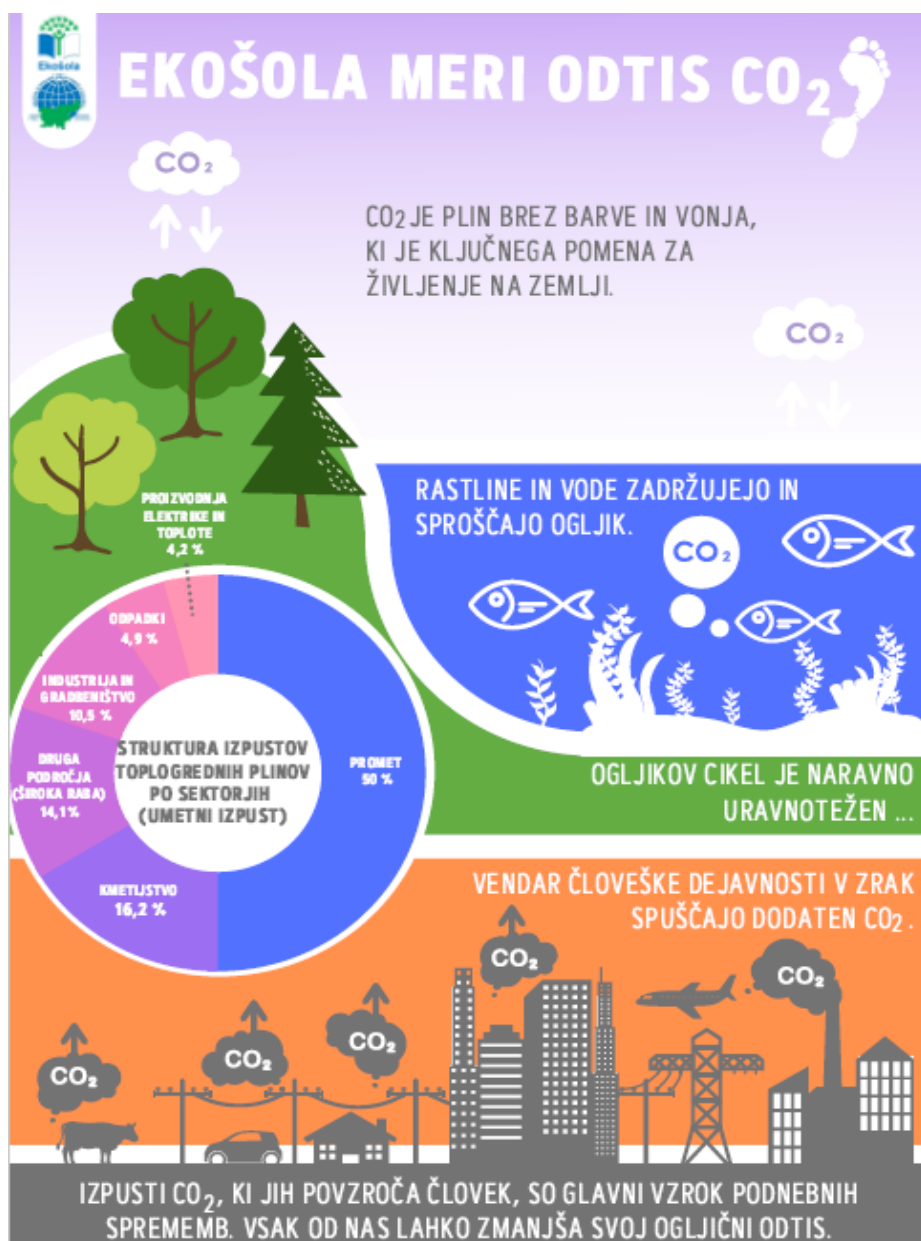 Ekošola
EKOŠOLA MERI ODTIS CO₂
CO₂
CO₂ JE PLIN BREZ BARVE IN VONJA,
KI JE KLJUČNEGA POMENA ZA
ŽIVLJENJE NA ZEMLJI.
CO₂
RASTLINE IN VODE ZADRŽUJEJO IN
SPROŠČAJO OGLJIK.
CO₂
PROIZVODNJA
ELEKTRIKE IN
TOPLOTE
4,2 %
ODPADKI
4,9 %
INDUSTRIJA IN
GRADBENIŠTVO
10,5 %
DRUGA
PODROČJA
(ŠIROKA RABA)
14,1%
KMETIJSTVO
16,2 %
PROMET
50 %
STRUKTURA IZPUSTOV
TOPLOGREDNIH PLINOV
PO SEKTORJIH
(UMETNI IZPUST)
OGLJIKOV CIKEL JE NARAVNO
URAVNOTEŽEN ...
VENDAR ČLOVEŠKE DEJAVNOSTI V ZRAK
SPUŠČAJO DODATEN CO₂.
CO₂
CO₂
CO₂
CO₂
CO₂
IZPUSTI CO₂, KI JIH POVZROČA ČLOVEK, SO GLAVNI VZROK PODNEBNIH
SPREMEMB. VSAK OD NAS LAHKO ZMANJŠA SVOJ OGLJIČNI ODTIS.